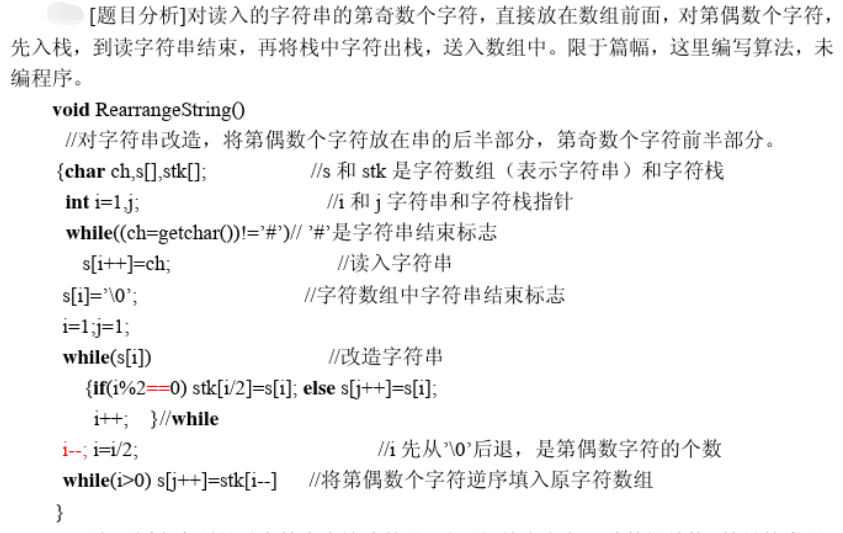 [题目分析]对读入的字符串的第奇数个字符，直接放在数组前面，对第偶数个字符，
先入栈，到读字符串结束，再将栈中字符出栈，送入数组中。限于篇幅，这里编写算法，未
编程序。
void RearrangeString()
//对字符串改造，将第偶数个字符放在串的后半部分，第奇数个字符前半部分。
{char ch,s[],stk[]; //s 和 stk 是字符数组（表示字符串）和字符栈
int i=1,j; //i 和 j 字符串和字符栈指针
while((ch=getchar())!=’#’)// ’#’是字符串结束标志
s[i++]=ch; //读入字符串
s[i]=’\0’; //字符数组中字符串结束标志
i=1;j=1;
while(s[i]) //改造字符串
{if(i%2==0) stk[i/2]=s[i]; else s[j++]=s[i];
i++; }//while
i--; i=i/2; //i 先从’\0’后退，是第偶数字符的个数
while(i>0) s[j++]=stk[i--] //将第偶数个字符逆序填入原字符数组
}